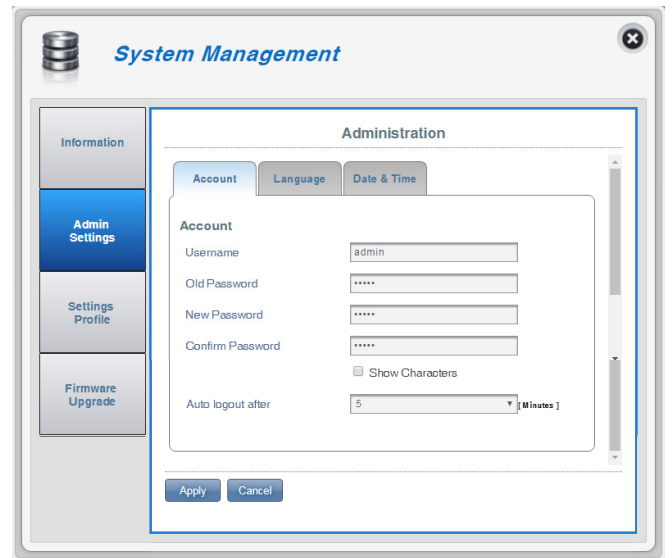 System Management
Information
Admin
Settings
Settings
Profile
Firmware
Upgrade
Administration
Account Language Date & Time
Account
Username admin
Old Password •••••
New Password •••••
Confirm Password •••••
Show Characters
Auto logout after 5 [ Minutes ]
Apply Cancel